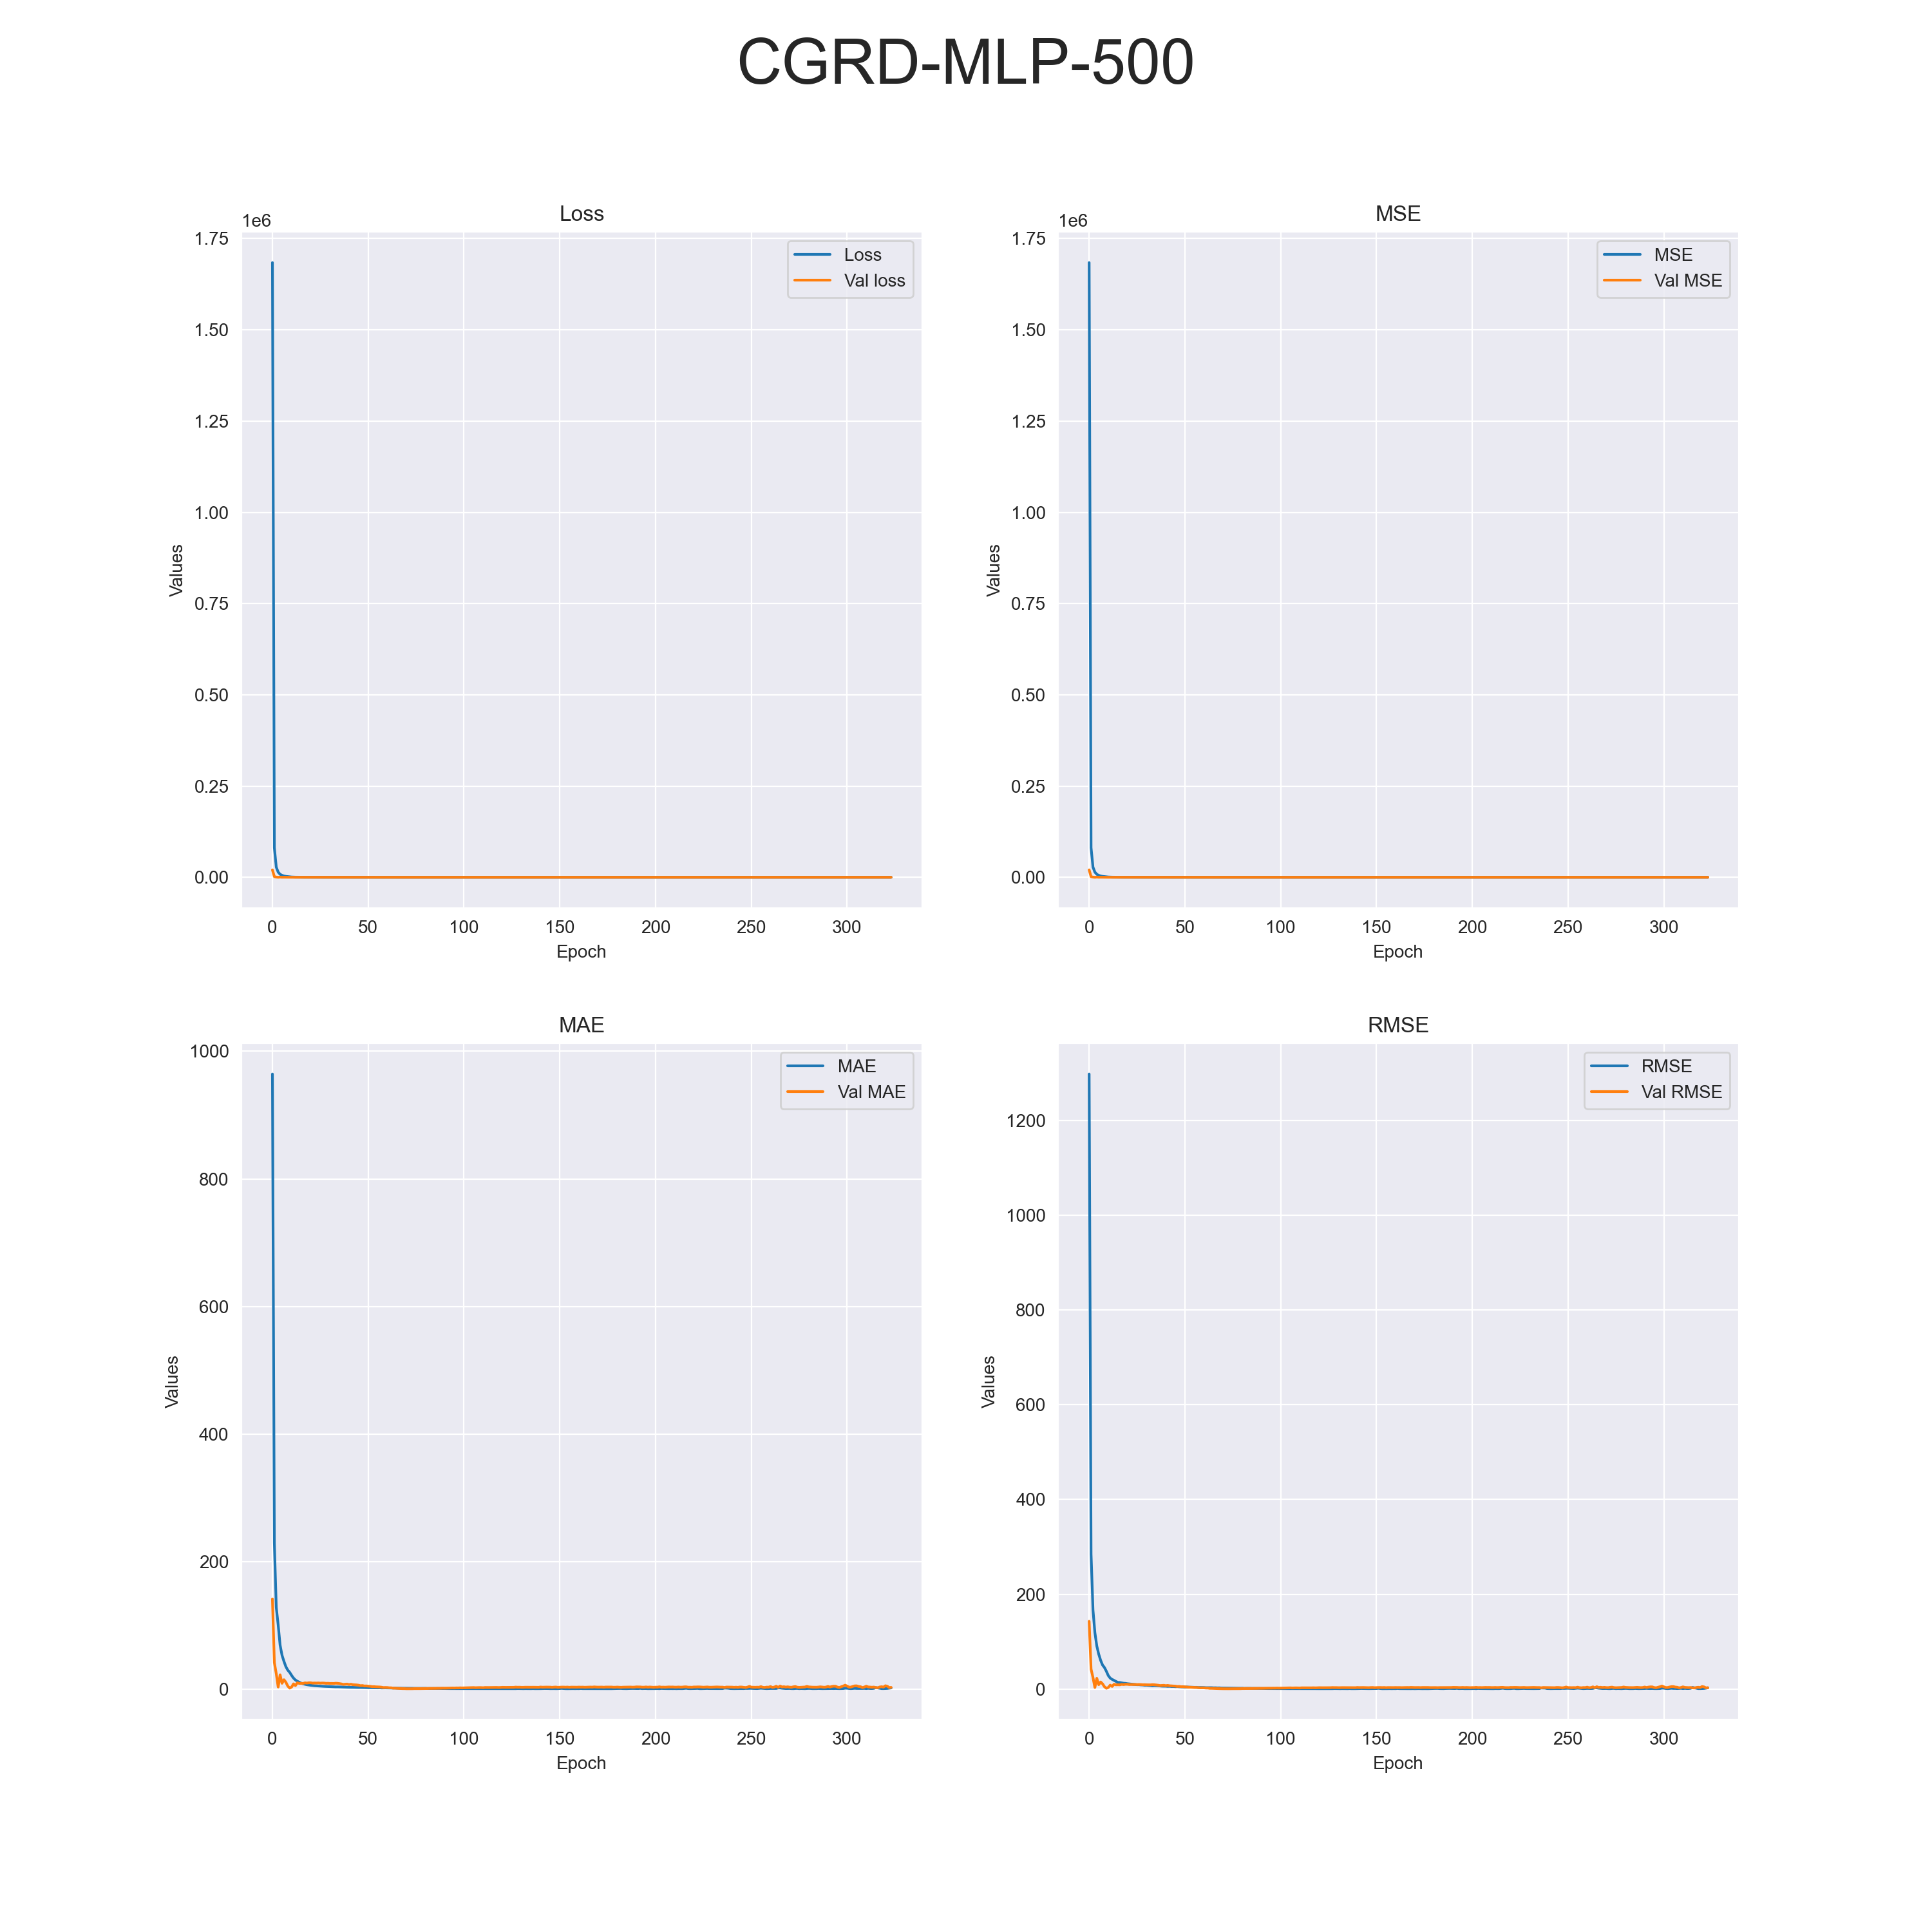 CGRD-MLP-500
Loss
1e6
1.75
1.50
1.25
1.00
0.75
0.50
0.25
0.00
Values
0 50 100 150 200 250 300
Epoch
Loss
Val loss
MSE
1e6
1.75
1.50
1.25
1.00
0.75
0.50
0.25
0.00
Values
0 50 100 150 200 250 300
Epoch
MSE
Val MSE
MAE
1000
800
600
400
200
0
Values
0 50 100 150 200 250 300
Epoch
MAE
Val MAE
RMSE
1200
1000
800
600
400
200
0
Values
0 50 100 150 200 250 300
Epoch
RMSE
Val RMSE